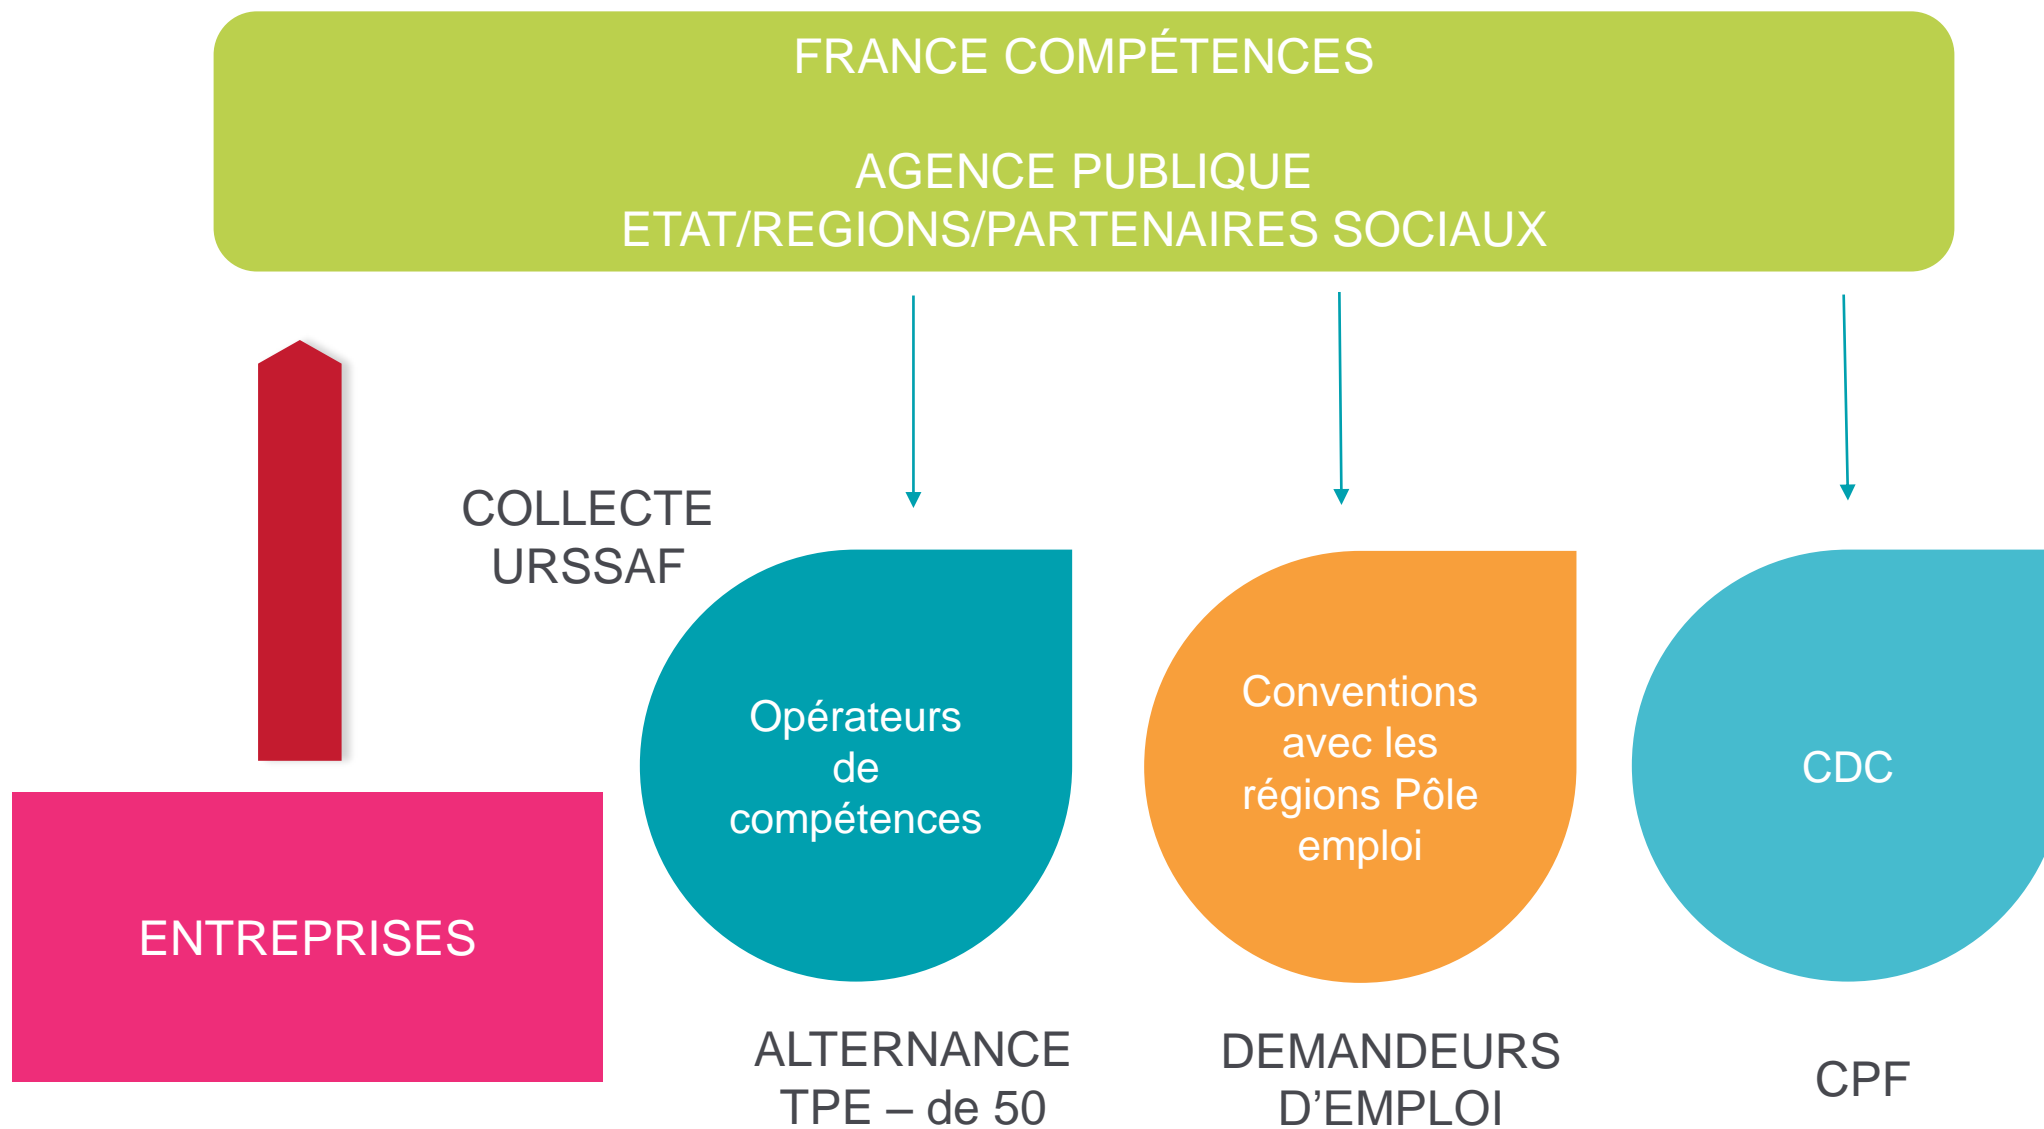 FRANCE COMPÉTENCES
AGENCE PUBLIQUE
ETAT/REGIONS/PARTENAIRES SOCIAUX
COLLECTE
URSSAF
ENTREPRISES
Opérateurs
de
compétences
ALTERNANCE
TPE – de 50
Conventions
avec les
régions Pôle
emploi
DEMANDEURS
D’EMPLOI
CDC
CPF